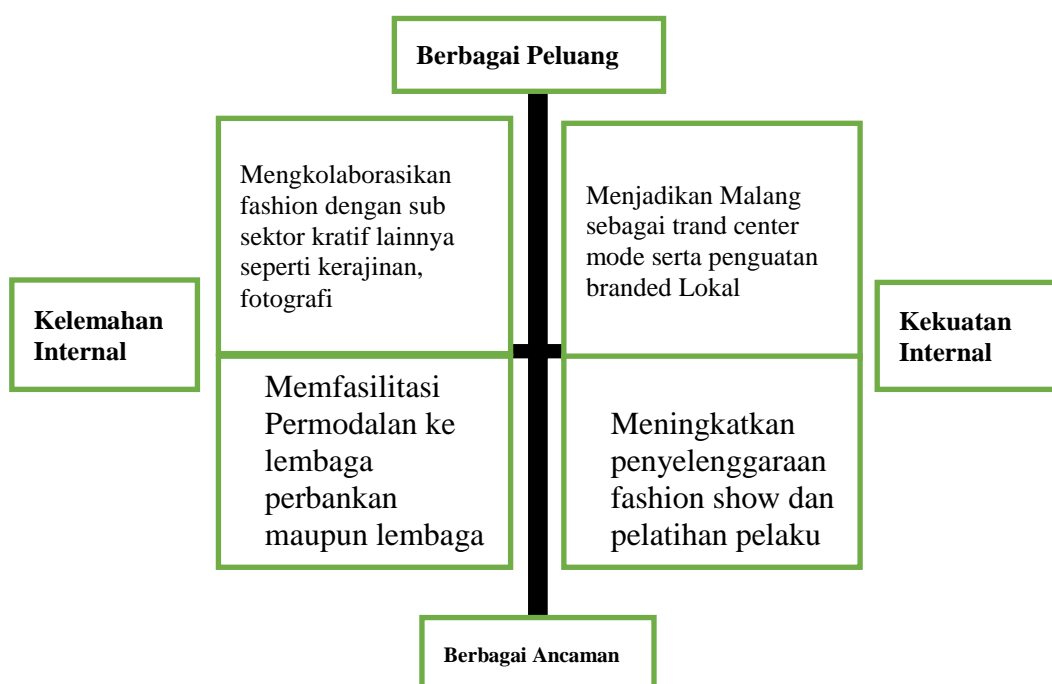 Berbagai Peluang
Mengkolaborasikan
fashion dengan sub
sektor kratif lainnya
seperti kerajinan,
fotografi
Menjadikan Malang
sebagai trand center
mode serta penguatan
branded Lokal
Kelemahan
Internal
Kekuatan
Internal
Memfasilitasi
Permodalan ke
lembaga
perbankan
maupun lembaga
Meningkatkan
penyelenggaraan
fashion show dan
pelatihan pelaku
Berbagai Ancaman